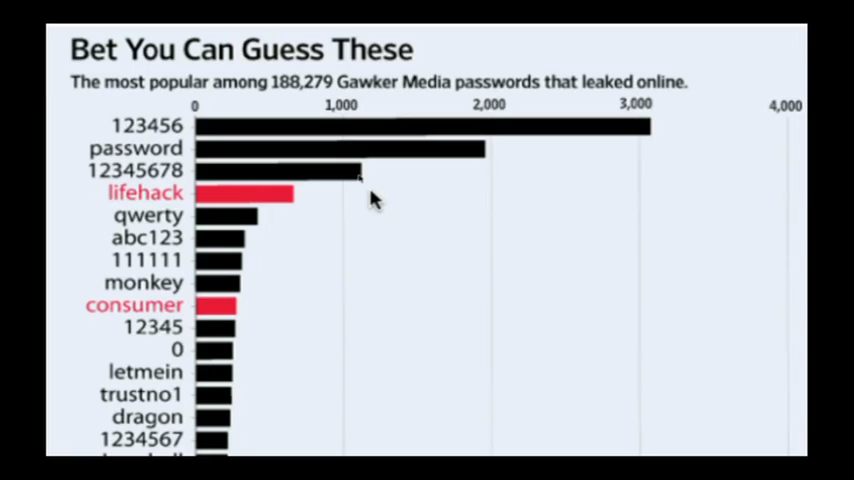 Bet You Can Guess These
The most popular among 188,279 Gawker Media passwords that leaked online.
0 1,000 2,000 3,000 4,000
123456
password
12345678
lifehack
qwerty
abc123
111111
monkey
consumer
12345
0
letmein
trustno1
dragon
1234567